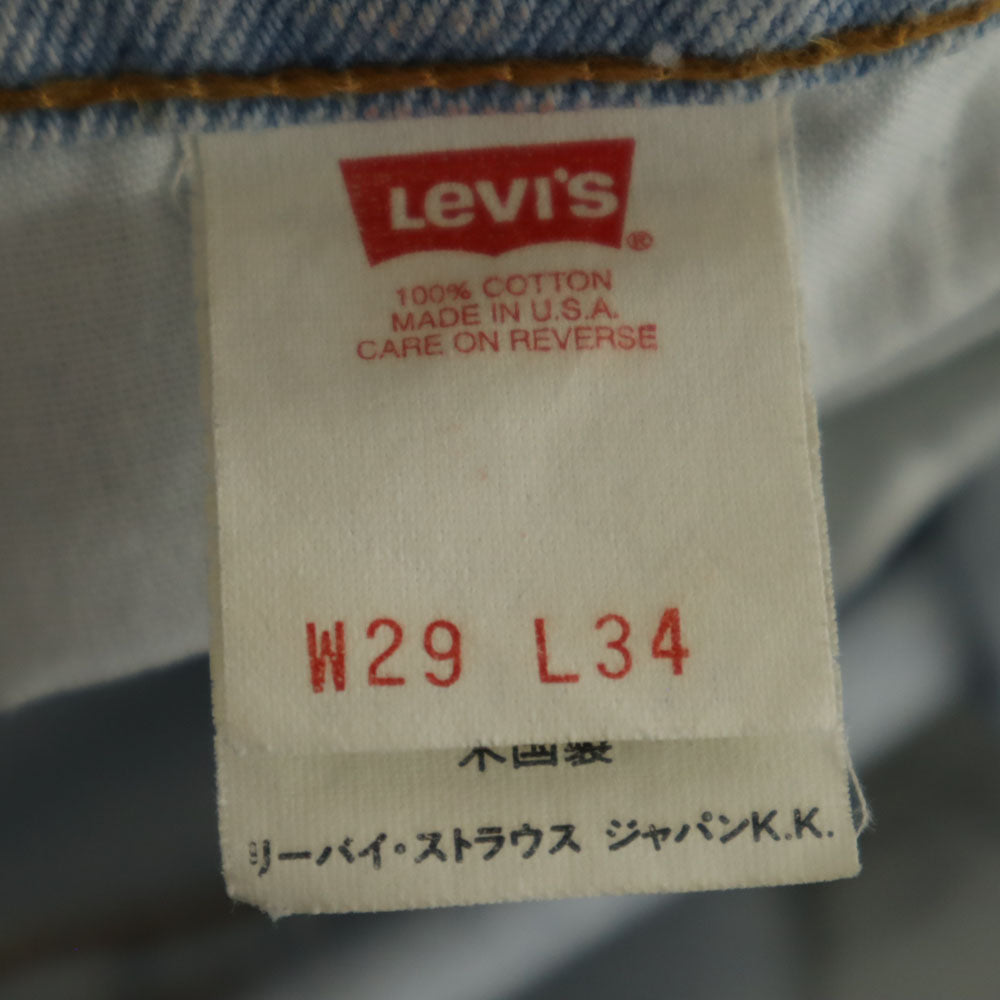 Levi's®
100% COTTON
MADE IN U.S.A.
CARE ON REVERSE
W29 L34
米国製
リーバイ・ストラウス ジャパンK.K.